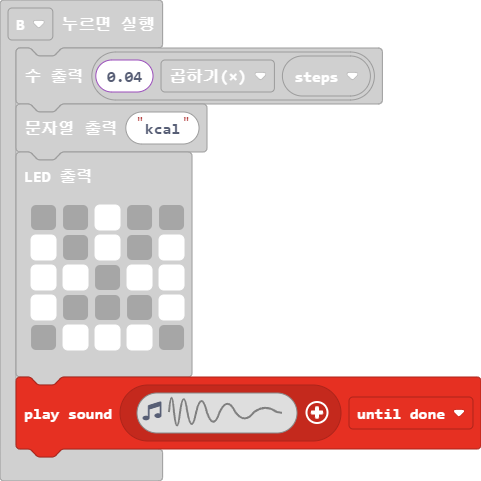 B 누르면 실행
수 출력 0.04 곱하기(×) steps
문자열 출력 "kcal"
LED 출력
play sound until done